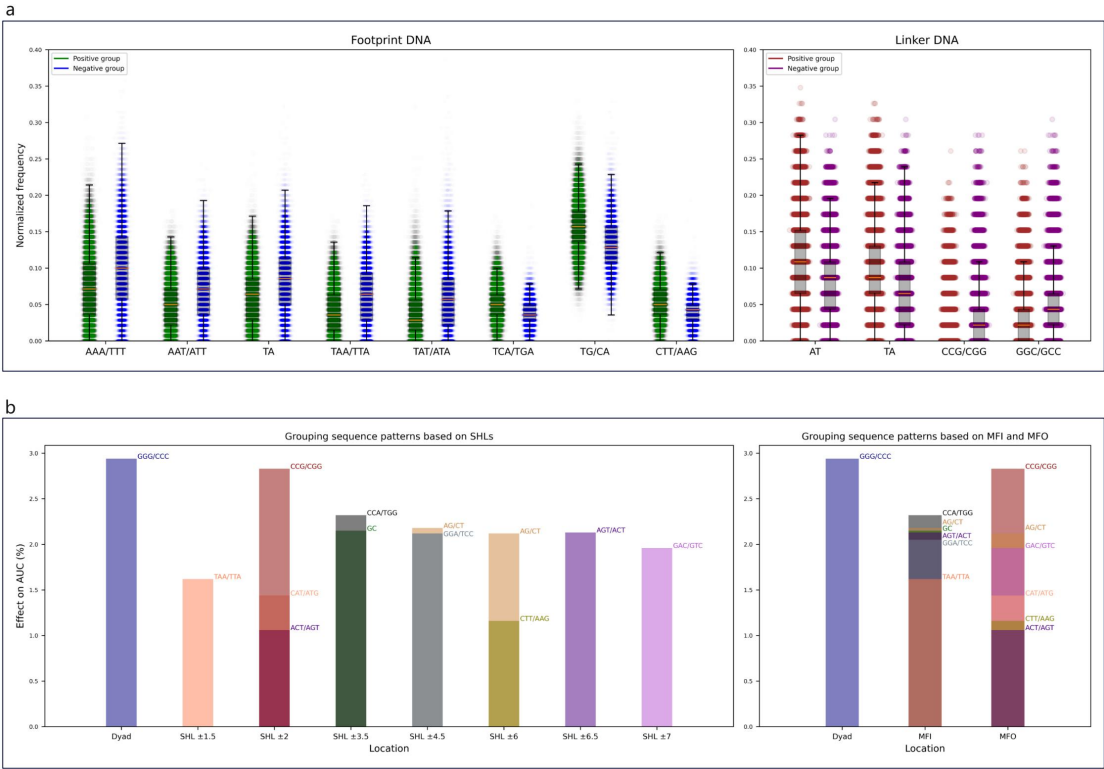 a
Footprint DNA
Linker DNA
Positive group
Negative group
Positive group
Negative group
Normalized frequency
0.40
0.35
0.30
0.25
0.20
0.15
0.10
0.05
0.00
0.40
0.35
0.30
0.25
0.20
0.15
0.10
0.05
0.00
AAA/TTT AAT/ATT TA TAA/TTA TAT/ATA TCA/TGA TG/CA CTT/AAG
AT TA CCG/CGG GGC/GCC
b
Grouping sequence patterns based on SHLs
Grouping sequence patterns based on MFI and MFO
Effect on AUC (%)
3.0
2.5
2.0
1.5
1.0
0.5
0.0
GGG/CCC
TAA/TTA
CCG/CGG
CAT/ATG
ACT/AGT
CCA/TGG
GC
AG/CT
GGA/TCC
AG/CT
CTT/AAG
AGT/ACT
GAC/GTC
Dyad SHL ±1.5 SHL ±2 SHL ±3.5 SHL ±4.5 SHL ±6 SHL ±6.5 SHL ±7
Location
3.0
2.5
2.0
1.5
1.0
0.5
0.0
GGG/CCC
CCA/TGG
AG/CT
GC
AGT/ACT
GGA/TCC
TAA/TTA
CCG/CGG
AG/CT
GAC/GTC
CAT/ATG
CTT/AAG
ACT/AGT
Dyad MFI MFO
Location